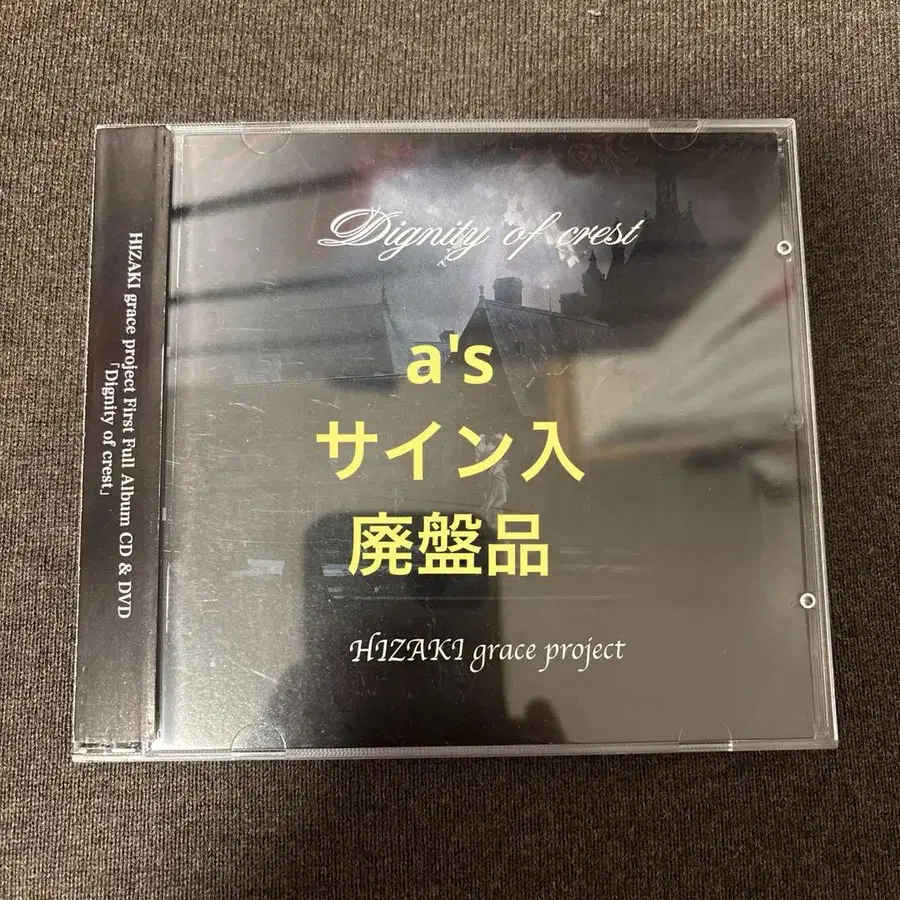 Dignity of crest
a's
サイン入
廃盤品
HIZAKI grace project
HIZAKI grace project First Full Album CD & DVD
「Dignity of crest」